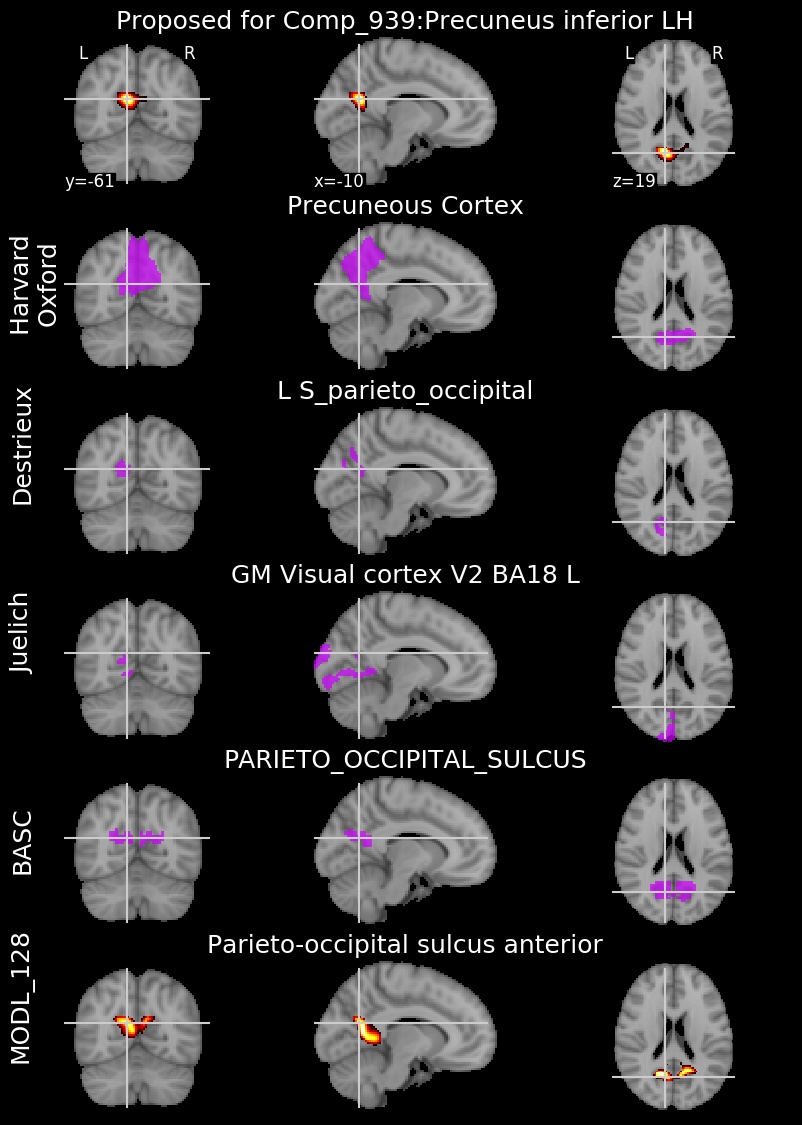 Proposed for Comp_939:Precuneus inferior LH
L R L R
y=-61 x=-10 z=19
Precuneous Cortex
Harvard
Oxford
L S_parieto_occipital
Destrieux
GM Visual cortex V2 BA18 L
Juelich
PARIETO_OCCIPITAL_SULCUS
BASC
Parieto-occipital sulcus anterior
MODL_128